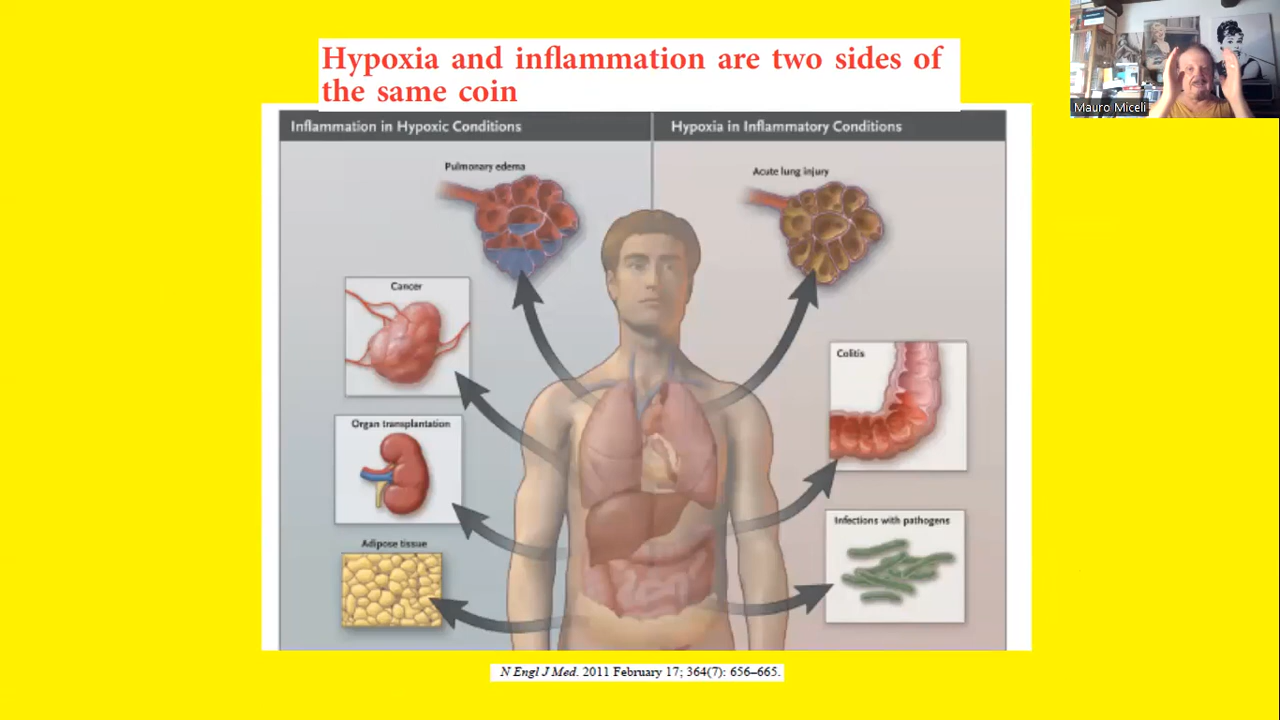 Hypoxia and inflammation are two sides of
the same coin
Inflammation in Hypoxic Conditions
Hypoxia in Inflammatory Conditions
Pulmonary edema
Acute lung injury
Cancer
Colitis
Organ transplantation
Infections with pathogens
Adipose tissue
N Engl J Med. 2011 February 17; 364(7): 656–665.
Mauro Miceli